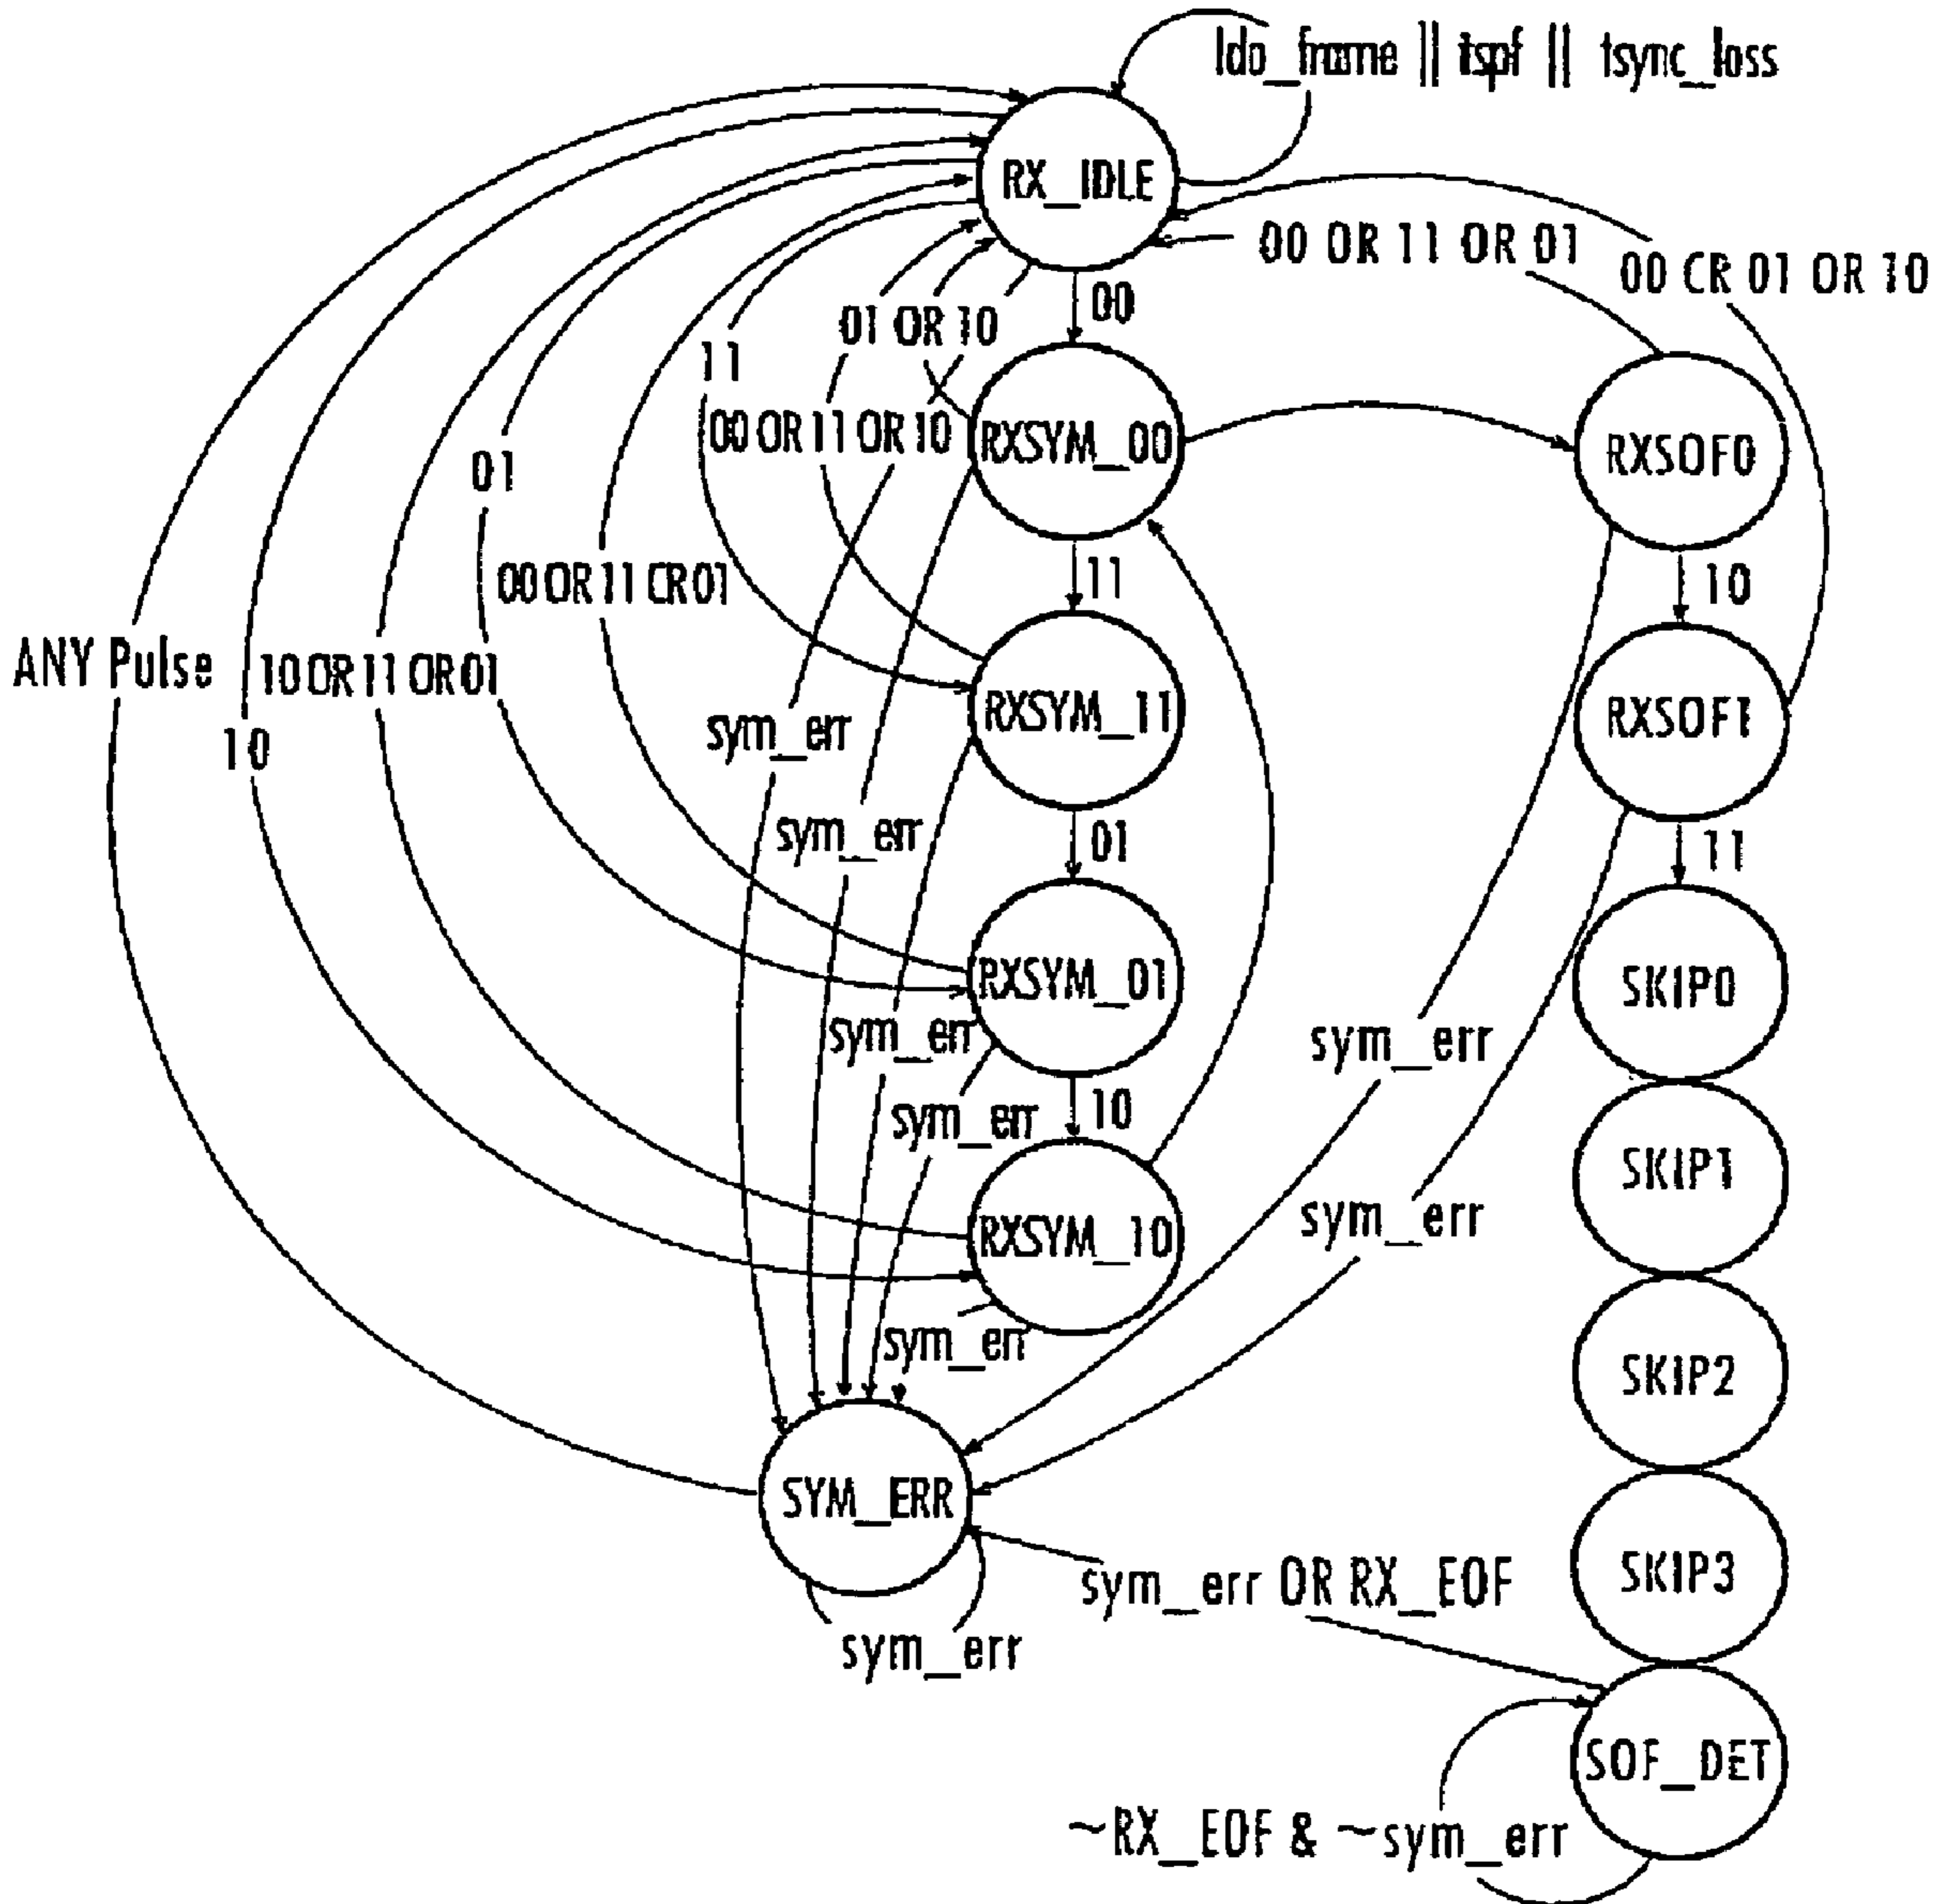 ldo_frame || tspf || tsync_loss
RX_IDLE
00 OR 11 OR 01
00 CR 01 OR 10
00
01 OR 10
11
00 OR 11 OR 10
RXSYM_00
RXSOF0
01
11
10
00 OR 11 CR 01
ANY Pulse
10 OR 11 OR 01
10
sym_err
RXSYM_11
RXSOF1
sym_err
01
11
RXSYM_01
SKIP0
sym_err
sym_err
sym_err
10
SKIP1
sym_err
RXSYM_10
sym_err
SKIP2
SYM_ERR
sym_err OR RX_EOF
SKIP3
sym_err
SOF_DET
~RX_EOF & ~sym_err